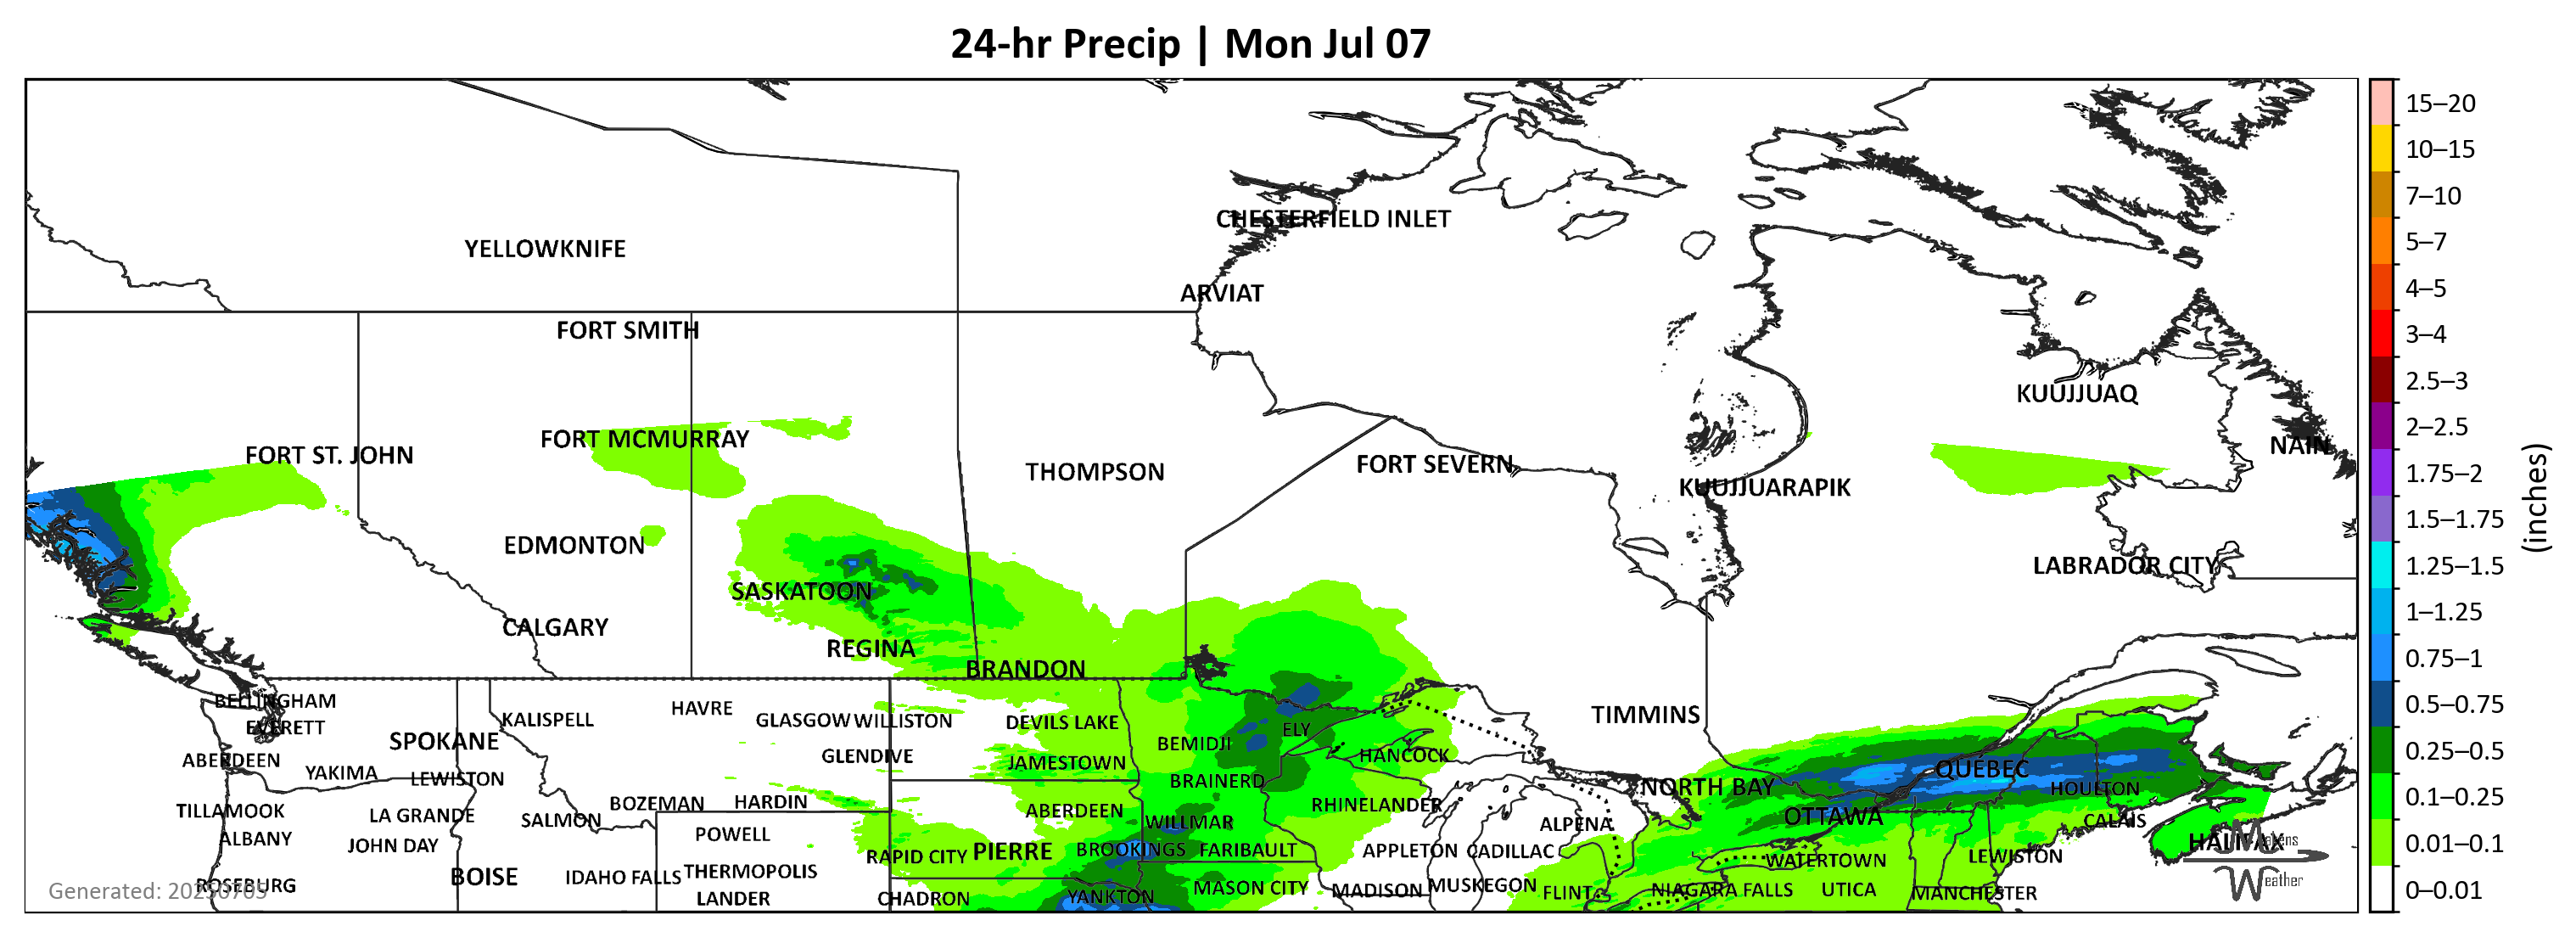 24-hr Precip | Mon Jul 07
15–20
10–15
7–10
5–7
4–5
3–4
2.5–3
2–2.5
1.75–2
1.5–1.75
1.25–1.5
1–1.25
0.75–1
0.5–0.75
0.25–0.5
0.1–0.25
0.01–0.1
0–0.01
(inches)
CHESTERFIELD INLET
YELLOWKNIFE
ARVIAT
FORT SMITH
KUUJJUAQ
FORT MCMURRAY
NAIN
FORT ST. JOHN
THOMPSON
FORT SEVERN
KUUJJUARAPIK
EDMONTON
LABRADOR CITY
SASKATOON
CALGARY
REGINA
BRANDON
BELLINGHAM
HAVRE
KALISPELL
GLASGOW
WILLISTON
DEVILS LAKE
TIMMINS
EVERETT
ELY
SPOKANE
BEMIDJI
ABERDEEN
GLENDIVE
JAMESTOWN
HANCOCK
QUÉBEC
YAKIMA
LEWISTON
BRAINERD
NORTH BAY
HOULTON
TILLAMOOK
LA GRANDE
SALMON
BOZEMAN
HARDIN
ABERDEEN
RHINELANDER
OTTAWA
CALAIS
ALBANY
JOHN DAY
POWELL
WILLMAR
ALPENA
HALIFAX
RAPID CITY
PIERRE
BROOKINGS
FARIBAULT
APPLETON
CADILLAC
WATERTOWN
LEWISTON
ROSEBURG
BOISE
IDAHO FALLS
THERMOPOLIS
LANDER
CHADRON
YANKTON
MASON CITY
MADISON
MUSKEGON
FLINT
NIAGARA FALLS
UTICA
MANCHESTER
Generated: 20250705
Weather